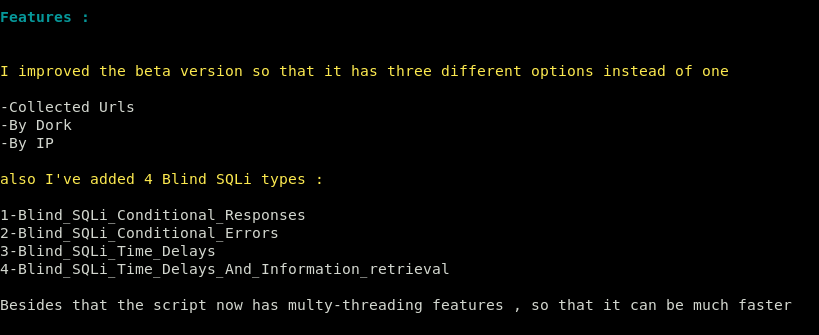 Features :
I improved the beta version so that it has three different options instead of one
-Collected Urls
-By Dork
-By IP
also I've added 4 Blind SQLi types :
1-Blind_SQLi_Conditional_Responses
2-Blind_SQLi_Conditional_Errors
3-Blind_SQLi_Time_Delays
4-Blind_SQLi_Time_Delays_And_Information_retrieval
Besides that the script now has multy-threading features , so that it can be much faster